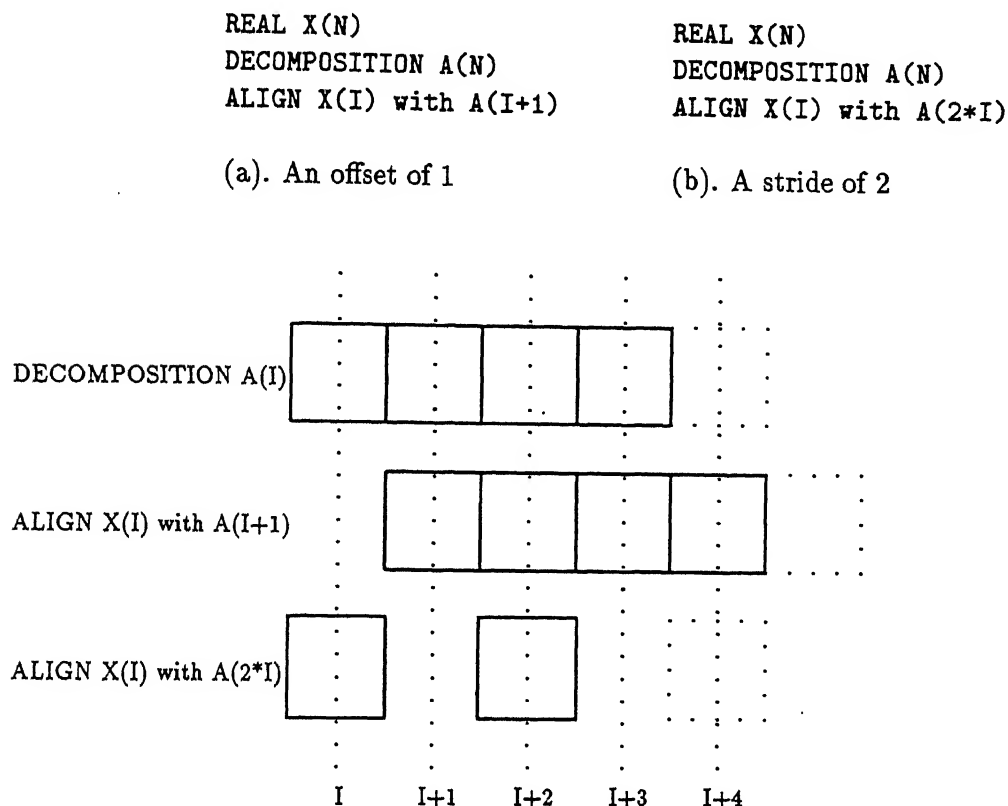 REAL X(N)
DECOMPOSITION A(N)
ALIGN X(I) with A(I+1)
(a). An offset of 1
REAL X(N)
DECOMPOSITION A(N)
ALIGN X(I) with A(2*I)
(b). A stride of 2
DECOMPOSITION A(I)
ALIGN X(I) with A(I+1)
ALIGN X(I) with A(2*I)
I I+1 I+2 I+3 I+4